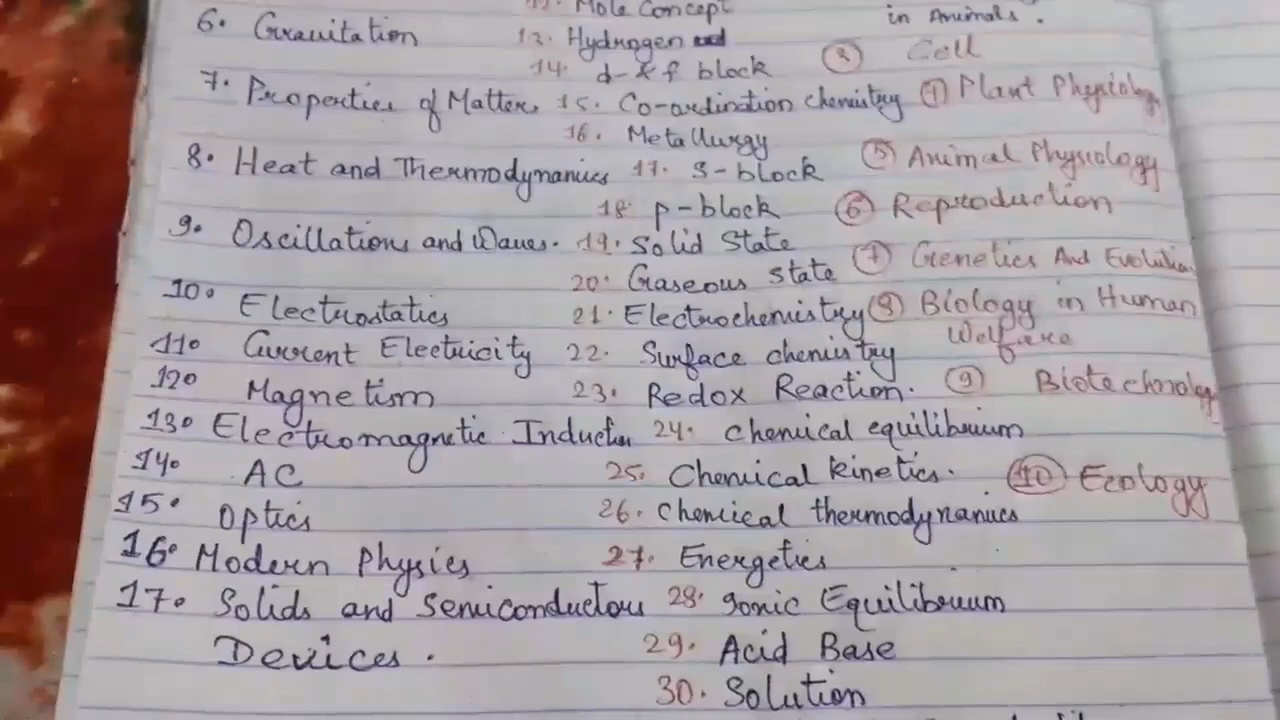 6. Gravitation
7. Properties of Matter
8. Heat and Thermodynamics
9. Oscillations and Waves.
10. Electrostatics
11. Current Electricity
12. Magnetism
13. Electromagnetic Induction
14. AC
15. Optics
16. Modern Physics
17. Solids and Semiconductors
Devices.
Mole Concept
Hydrogen
14. d- & f block
15. Co-ordination chemistry
16. Metallurgy
17. S-block
18. p-block
19. Solid State
20. Gaseous state
21. Electrochemistry
22. Surface chemistry
23. Redox Reaction.
24. Chemical equilibrium
25. Chemical kinetics.
26. Chemical thermodynamics
27. Energetics
28. Ionic Equilibrium
29. Acid Base
30. Solution
in Animals.
Cell
Plant Physiology
5 Animal Physiology
6 Reproduction
7 Genetics And Evolution
8 Biology in Human
Welfare
9 Biotechnology
10 Ecology